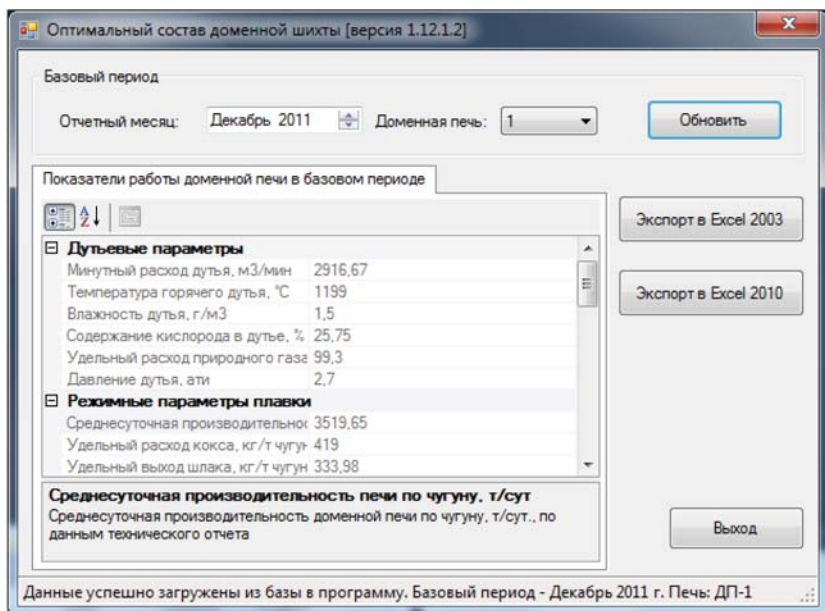 Оптимальный состав доменной шихты [версия 1.12.1.2]
Базовый период
Отчетный месяц: Декабрь 2011 Доменная печь: 1 Обновить
Показатели работы доменной печи в базовом периоде
Экспорт в Excel 2003
Экспорт в Excel 2010
Дутьевые параметры
Минутный расход дутья, м3/мин 2916,67
Температура горячего дутья, °C 1199
Влажность дутья, г/м3 1,5
Содержание кислорода в дутье, % 25,75
Удельный расход природного газа 99,3
Давление дутья, ати 2,7
Режимные параметры плавки
Среднесуточная производительнос 3519,65
Удельный расход кокса, кг/т чугун 419
Удельный выход шлака, кг/т чугун 333,98
Среднесуточная производительность печи по чугуну, т/сут
Среднесуточная производительность доменной печи по чугуну, т/сут., по
данным технического отчета
Выход
Данные успешно загружены из базы в программу. Базовый период - Декабрь 2011 г. Печь: ДП-1